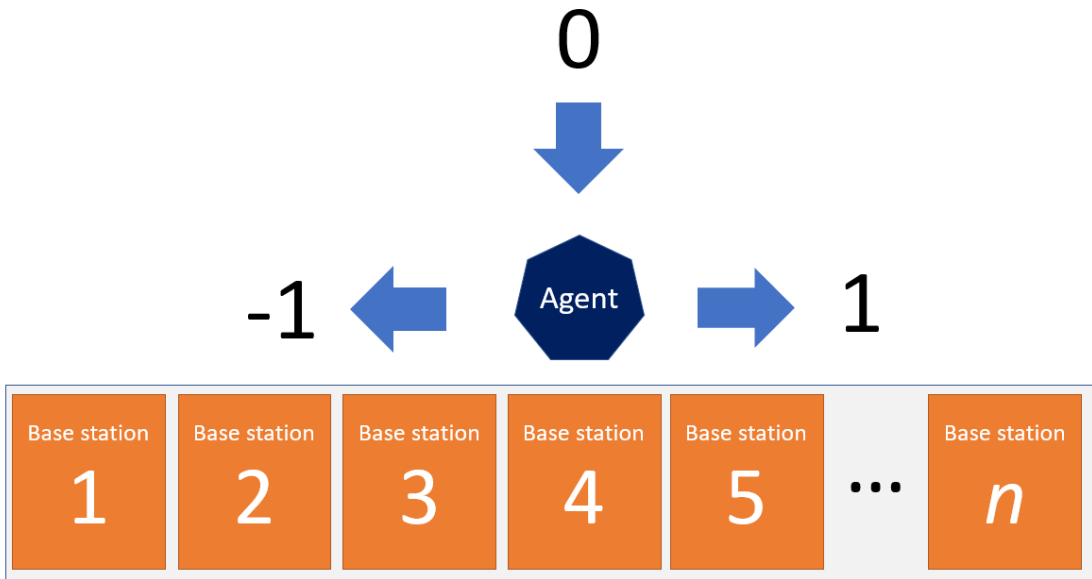 0
-1
Agent
1
Base station
1
Base station
2
Base station
3
Base station
4
Base station
5
...
Base station
n